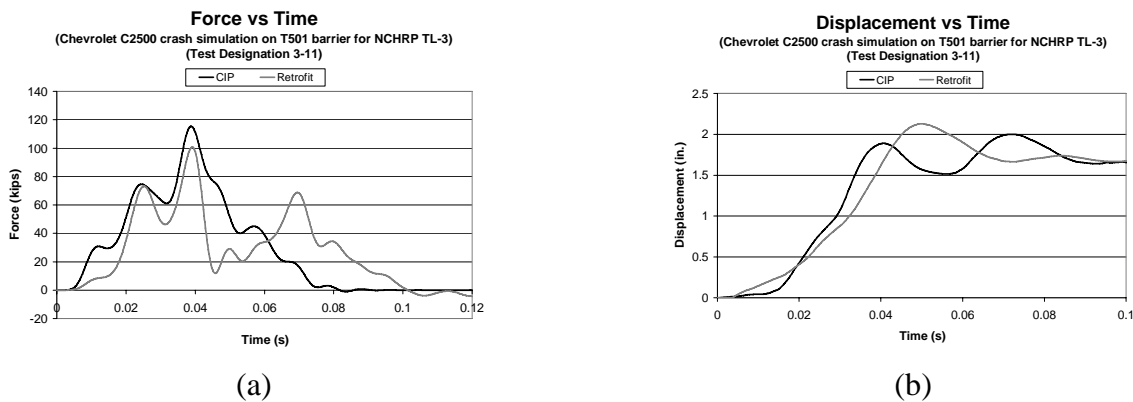 Force vs Time
(Chevrolet C2500 crash simulation on T501 barrier for NCHRP TL-3)
(Test Designation 3-11)
CIP Retrofit
140
120
100
80
60
40
20
0
-20
Force (kips)
0 0.02 0.04 0.06 0.08 0.1 0.12
Time (s)
(a)
Displacement vs Time
(Chevrolet C2500 crash simulation on T501 barrier for NCHRP TL-3)
(Test Designation 3-11)
CIP Retrofit
2.5
2
1.5
1
0.5
0
Displacement (in.)
0 0.02 0.04 0.06 0.08 0.1
Time (s)
(b)